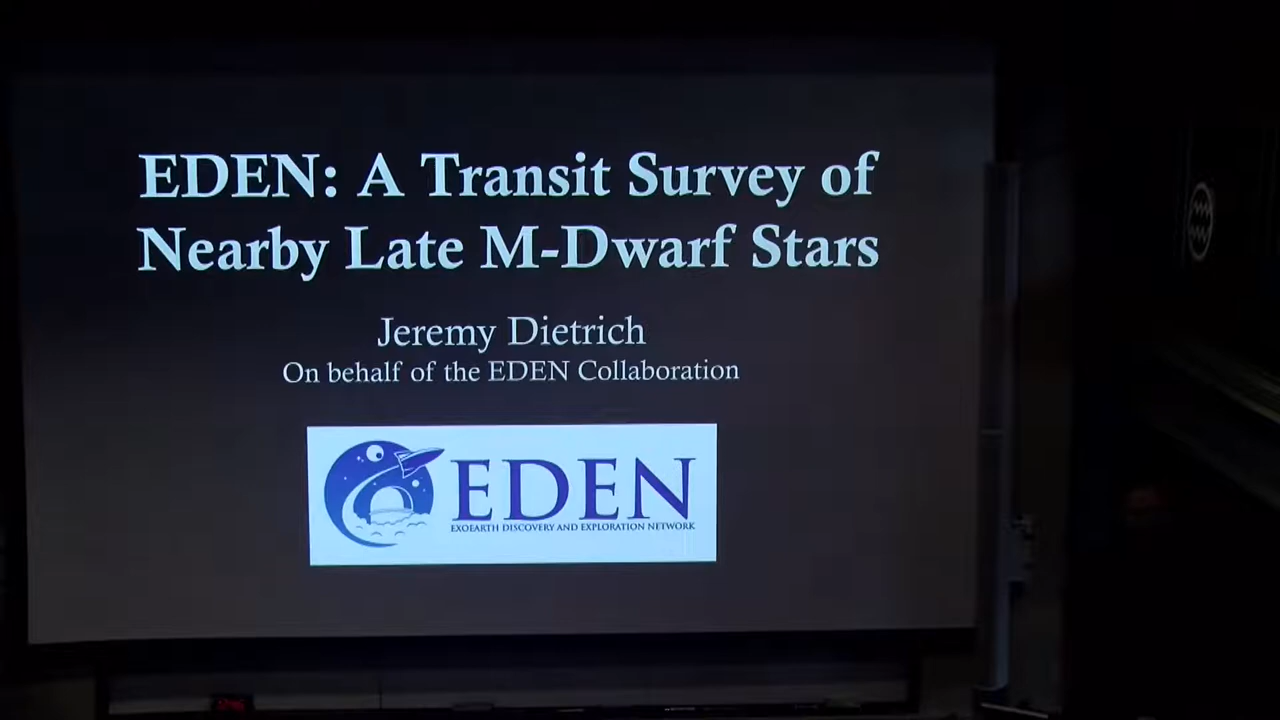 EDEN: A Transit Survey of
Nearby Late M-Dwarf Stars
Jeremy Dietrich
On behalf of the EDEN Collaboration
EDEN
EXOEARTH DISCOVERY AND EXPLORATION NETWORK